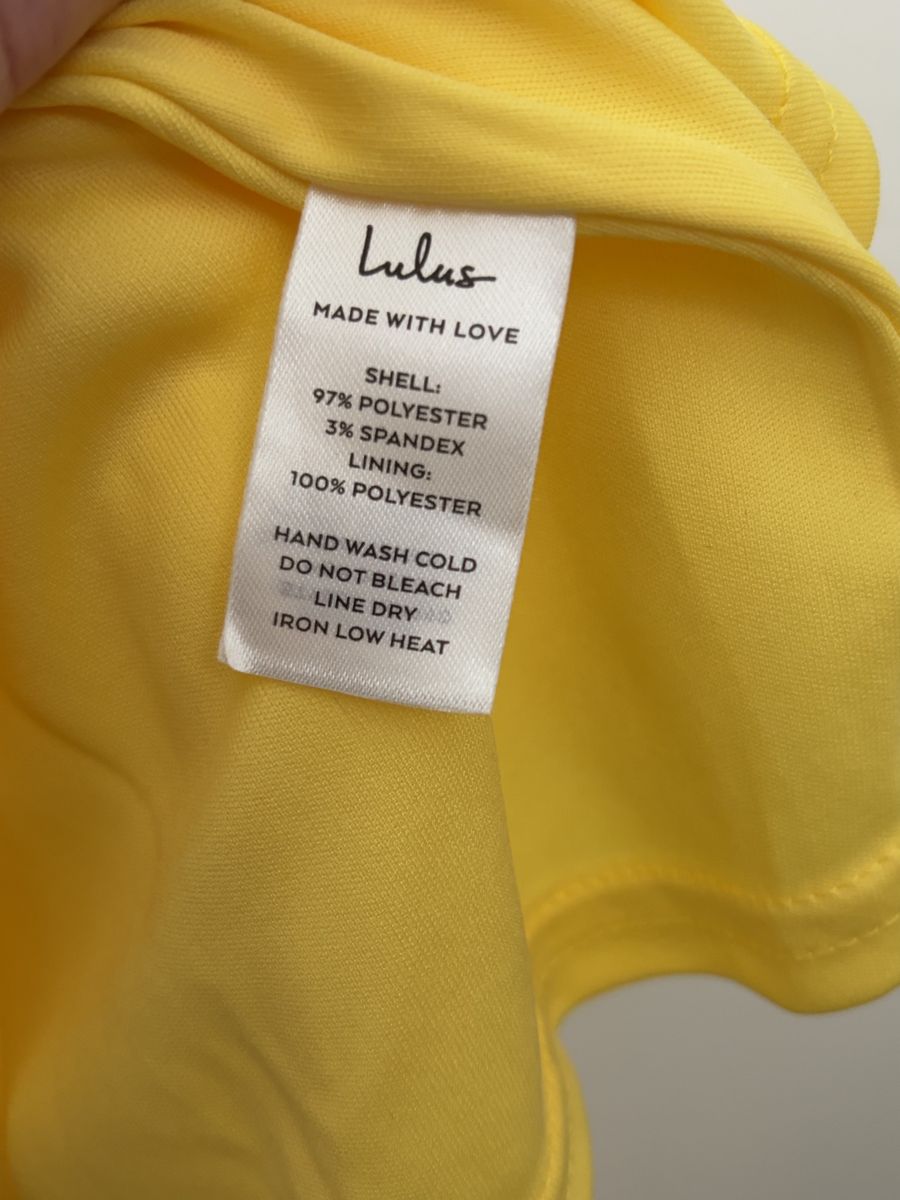 Lulus
MADE WITH LOVE
SHELL:
97% POLYESTER
3% SPANDEX
LINING:
100% POLYESTER
HAND WASH COLD
DO NOT BLEACH
LINE DRY
IRON LOW HEAT